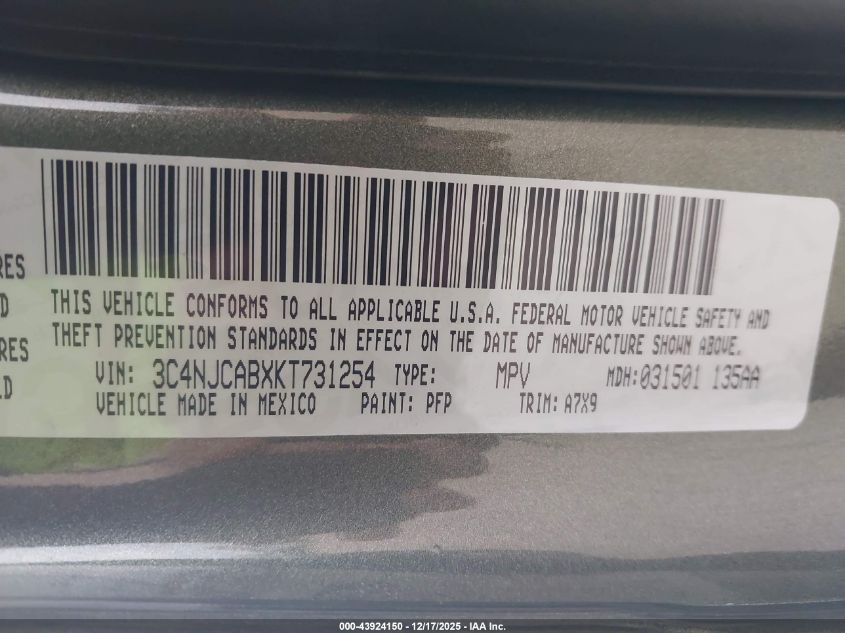 THIS VEHICLE CONFORMS TO ALL APPLICABLE U.S.A. FEDERAL MOTOR VEHICLE SAFETY AND
THEFT PREVENTION STANDARDS IN EFFECT ON THE DATE OF MANUFACTURE SHOWN ABOVE.
VIN: 3C4NJCABXKT731254 TYPE: MPV MDH:031501 135AA
VEHICLE MADE IN MEXICO PAINT: PFP TRIM: A7X9
RES
D
RES
LD
000-43924150 - 12/17/2025 - IAA Inc.